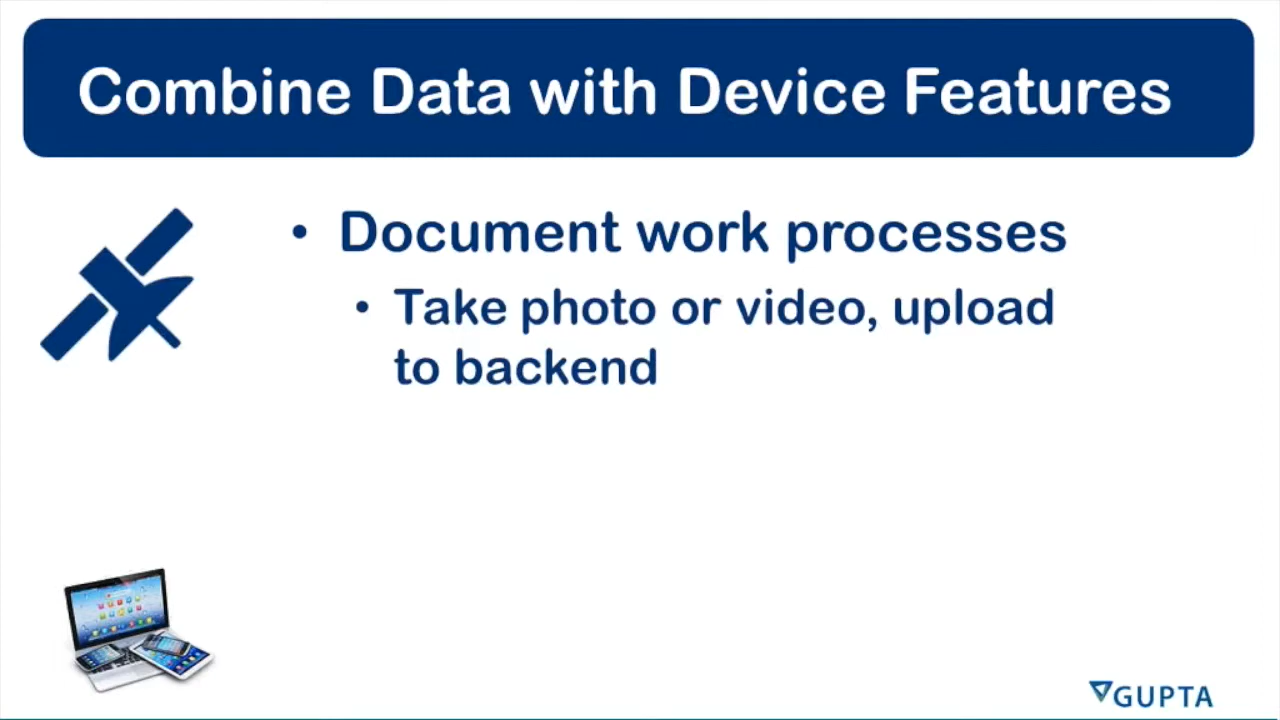 Combine Data with Device Features
• Document work processes
• Take photo or video, upload
to backend
GUPTA